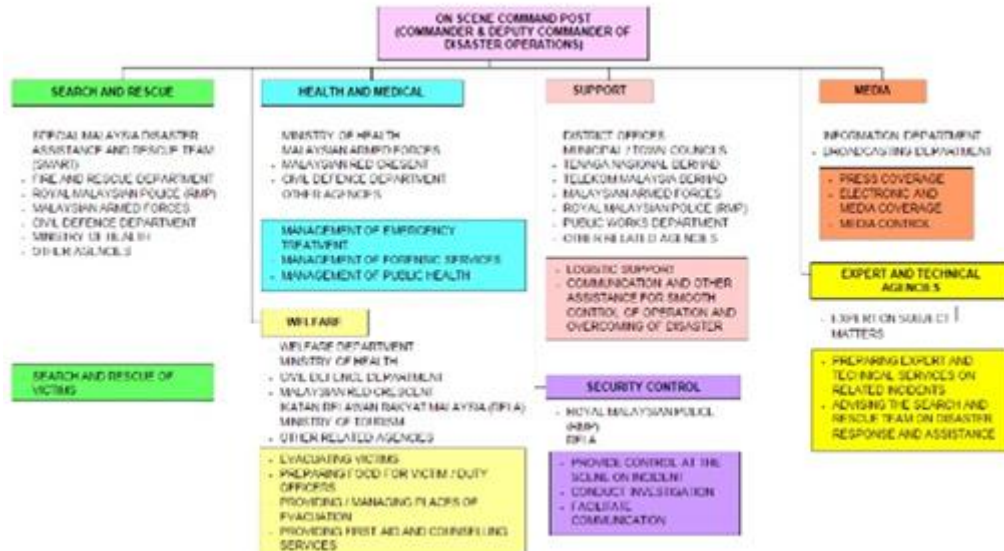 ON SCENE COMMAND POST
(COMMANDER & DEPUTY COMMANDER OF
DISASTER OPERATIONS)
SEARCH AND RESCUE
SPECIAL MALAYSIA DISASTER
ASSISTANCE AND RESCUE TEAM
(SMART)
- FIRE AND RESCUE DEPARTMENT
- ROYAL MALAYSIAN POLICE (RMP)
- MALAYSIAN ARMED FORCES
- CIVIL DEFENCE DEPARTMENT
- MINISTRY OF HEALTH
- OTHER AGENCIES
SEARCH AND RESCUE OF
VICTIMS
HEALTH AND MEDICAL
MINISTRY OF HEALTH
MALAYSIAN ARMED FORCES
- MALAYSIAN RED CRESENT
- CIVIL DEFENCE DEPARTMENT
OTHER AGENCIES
- MANAGEMENT OF EMERGENCY
TREATMENT
- MANAGEMENT OF FORENSIC SERVICES
- MANAGEMENT OF PUBLIC HEALTH
WELFARE
WELFARE DEPARTMENT
MINISTRY OF HEALTH
- CIVIL DEFENCE DEPARTMENT
- MALAYSIAN RED CRESCENT
IKATAN RELAWAN RAKYAT MALAYSIA (RELA)
MINISTRY OF TOURISM
- OTHER RELATED AGENCIES
- EVACUATING VICTIMS
- PREPARING FOOD FOR VICTIM / DUTY
OFFICERS
PROVIDING / MANAGING PLACES OF
EVACUATION
- PROVIDING FIRST AID AND COUNSELLING
SERVICES
SUPPORT
DISTRICT OFFICES
MUNICIPAL / TOWN COUNCILS
- TENAGA NASIONAL BERHAD
- TELEKOM MALAYSIA BERHAD
- MALAYSIAN ARMED FORCES
- ROYAL MALAYSIAN POLICE (RMP)
- PUBLIC WORKS DEPARTMENT
- OTHER RELATED AGENCIES
- LOGISTIC SUPPORT
- COMMUNICATION AND OTHER
ASSISTANCE FOR SMOOTH
CONTROL OF OPERATION AND
OVERCOMING OF DISASTER
SECURITY CONTROL
- ROYAL MALAYSIAN POLICE
(RMP)
RELA
- PROVIDE CONTROL AT THE
SCENE ON INCIDENT
- CONDUCT INVESTIGATION
- FACILITATE
COMMUNICATION
MEDIA
INFORMATION DEPARTMENT
- BROADCASTING DEPARTMENT
- PRESS COVERAGE
- ELECTRONIC AND
MEDIA COVERAGE
- MEDIA CONTROL
EXPERT AND TECHNICAL
AGENCIES
- EXPERT ON SUBJECT
MATTERS
- PREPARING EXPERT AND
TECHNICAL SERVICES ON
RELATED INCIDENTS
- ADVISING THE SEARCH AND
RESCUE TEAM ON DISASTER
RESPONSE AND ASSISTANCE